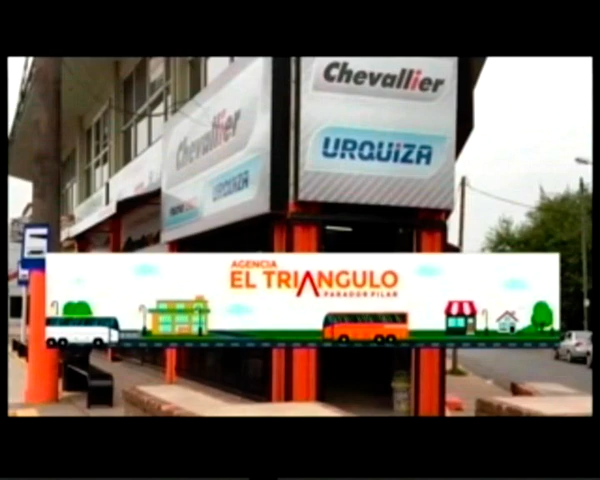 Chevallier
URQUIZA
Chevallier
URQUIZA
AGENCIA
EL TRIANGULO
PARADOR PILAR